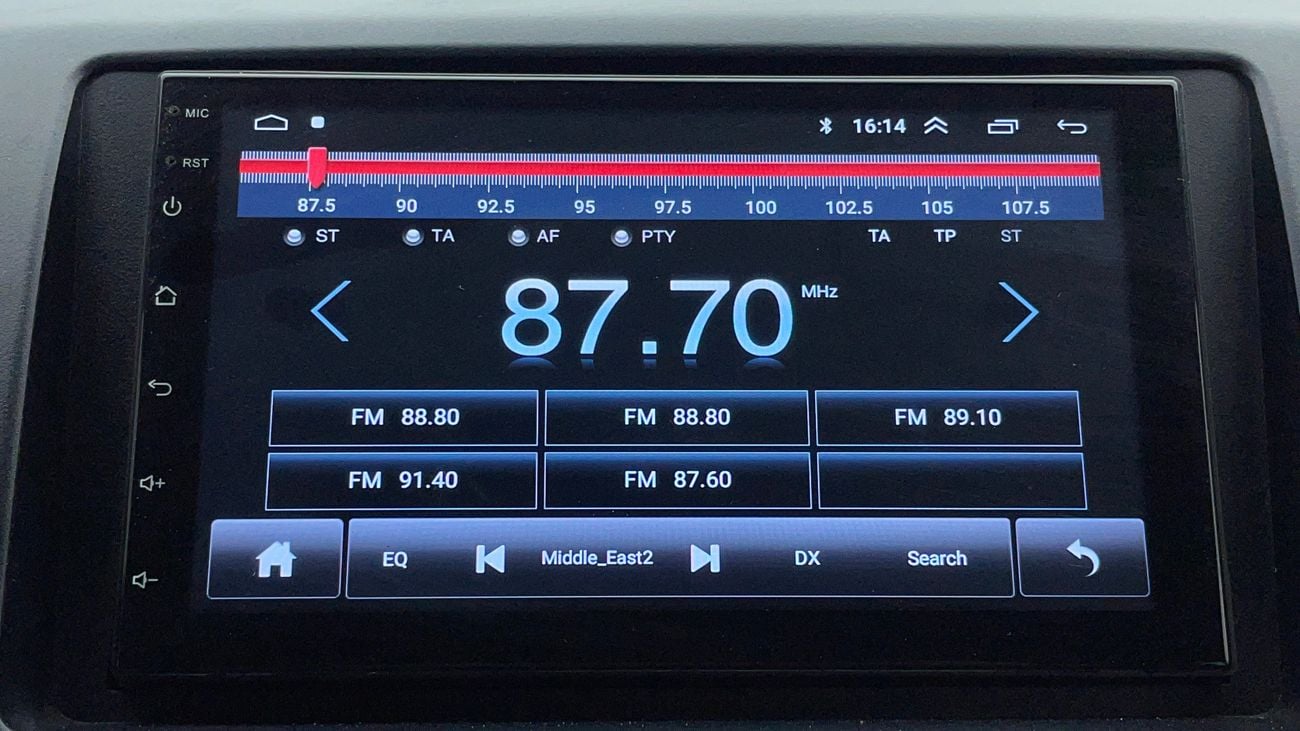 MIC
16:14
RST
87.5 90 92.5 95 97.5 100 102.5 105 107.5
ST TA AF PTY TA TP ST
87.70 MHz
FM 88.80 FM 88.80 FM 89.10
FM 91.40 FM 87.60
EQ Middle_East2 DX Search